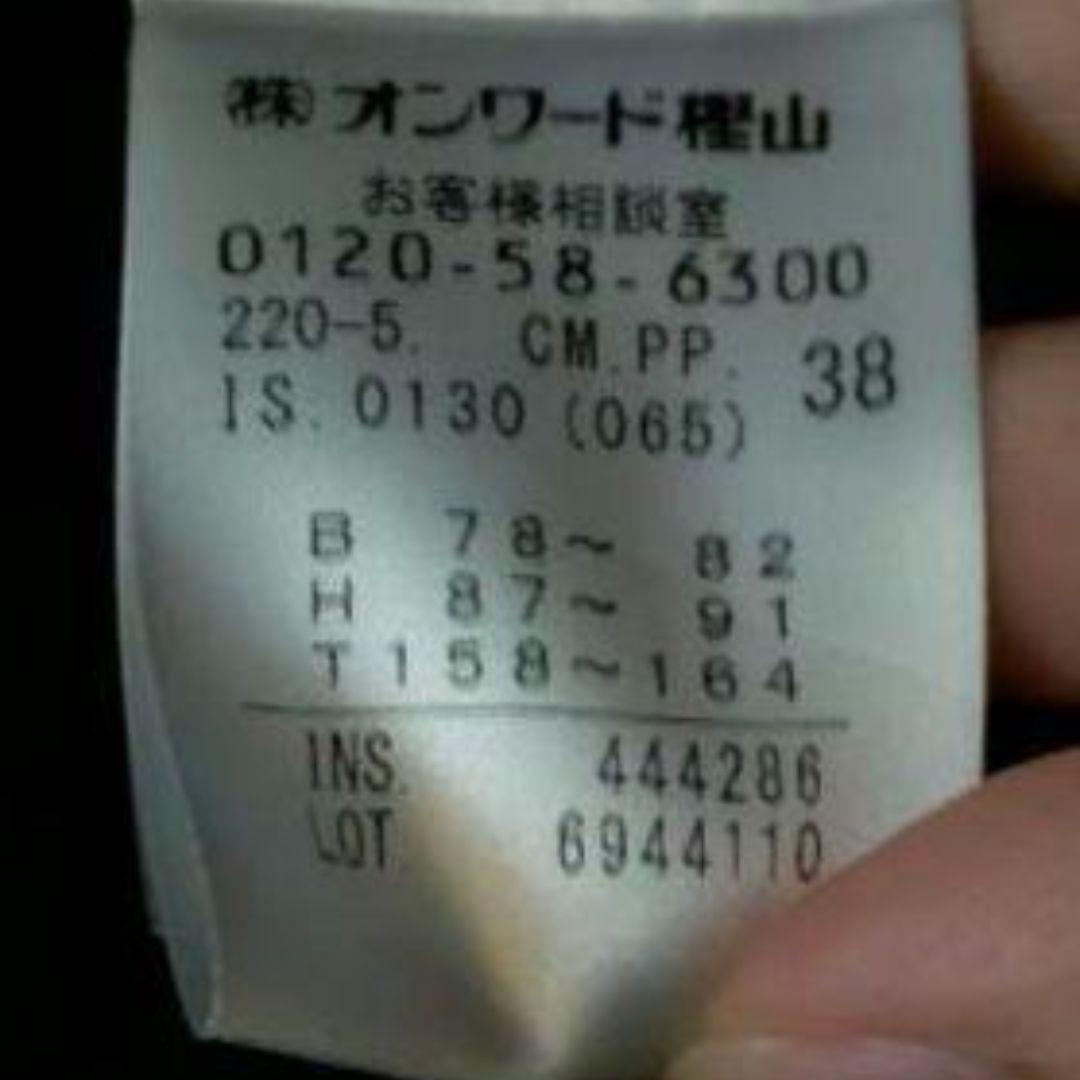 ㈱オンワード樫山
お客様相談室
0120-58-6300
220-5. CM.PP. 38
IS.0130(065)
B 78~ 82
H 87~ 91
T158~164
INS. 444286
LOT 6944110